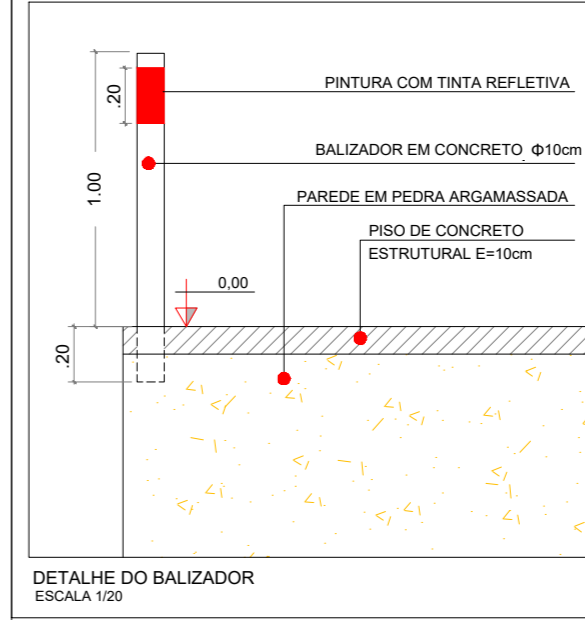 .20
PINTURA COM TINTA REFLETIVA
1.00
BALIZADOR EM CONCRETO Φ10cm
PAREDE EM PEDRA ARGAMASSADA
PISO DE CONCRETO
ESTRUTURAL E=10cm
0,00
.20
DETALHE DO BALIZADOR
ESCALA 1/20